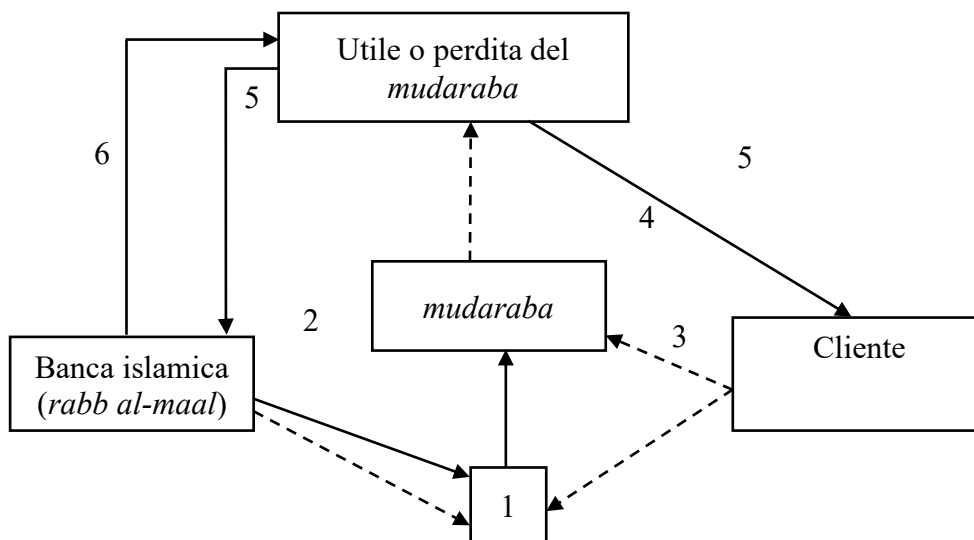 Utile o perdita del
mudaraba
5
6
5
4
mudaraba
2
3
Cliente
Banca islamica
(rabb al-maal)
1